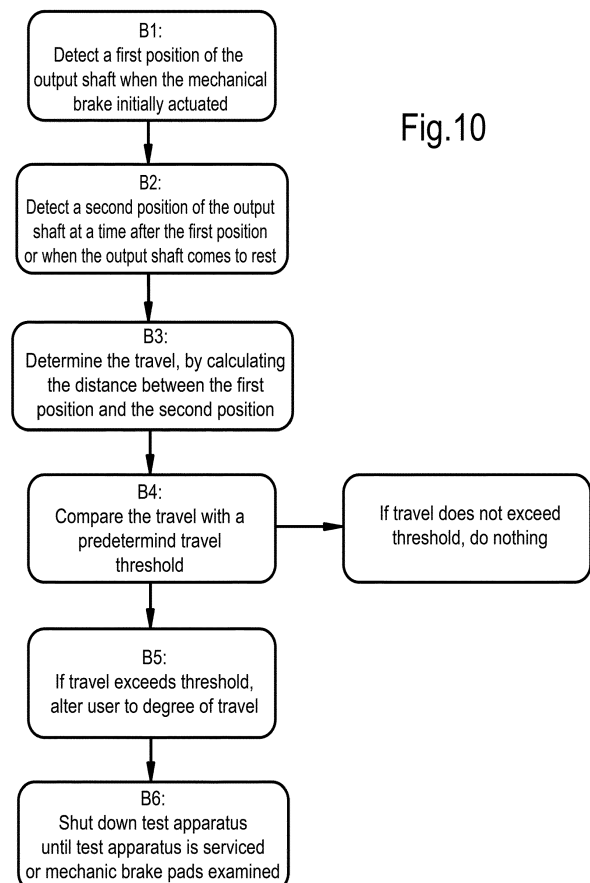 B1:
Detect a first position of the
output shaft when the mechanical
brake initially actuated
Fig.10
B2:
Detect a second position of the output
shaft at a time after the first position
or when the output shaft comes to rest
B3:
Determine the travel, by calculating
the distance between the first
position and the second position
B4:
Compare the travel with a
predetermind travel
threshold
If travel does not exceed
threshold, do nothing
B5:
If travel exceeds threshold,
alter user to degree of travel
B6:
Shut down test apparatus
until test apparatus is serviced
or mechanic brake pads examined